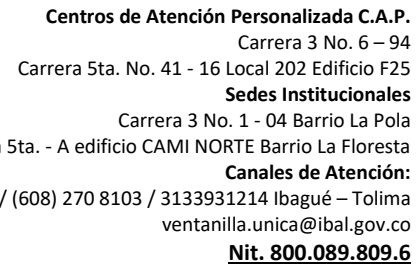 Centros de Atención Personalizada C.A.P.
Carrera 3 No. 6 – 94
Carrera 5ta. No. 41 - 16 Local 202 Edificio F25
Sedes Institucionales
Carrera 3 No. 1 - 04 Barrio La Pola
5ta. - A edificio CAMI NORTE Barrio La Floresta
Canales de Atención:
/ (608) 270 8103 / 3133931214 Ibagué – Tolima
ventanilla.unica@ibal.gov.co
Nit. 800.089.809.6